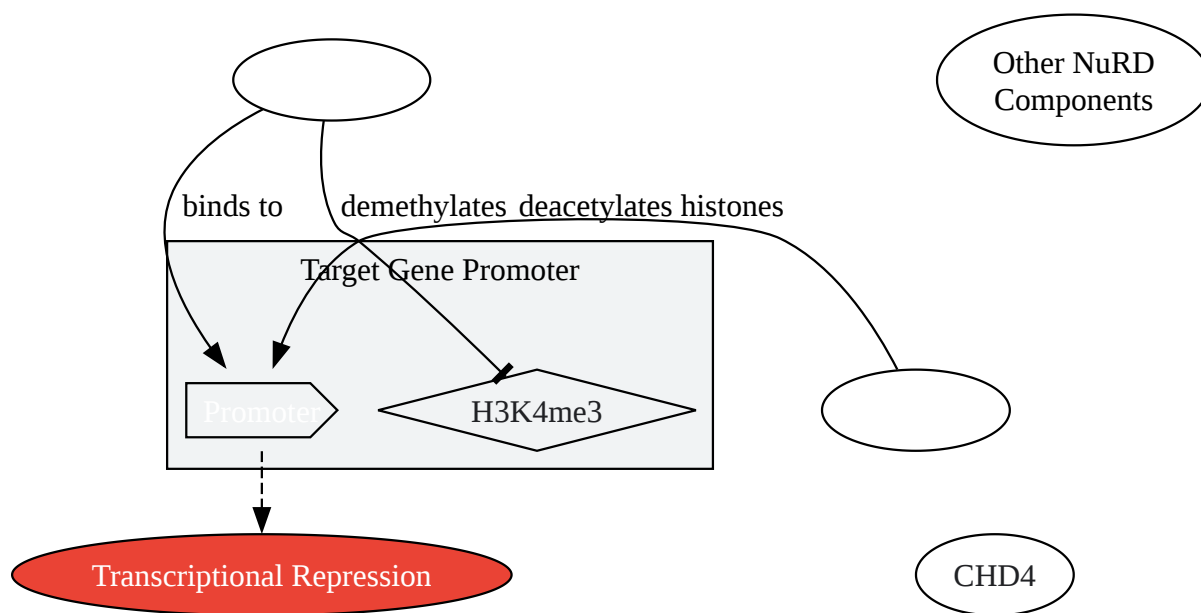 Other NuRD
Components
binds to
demethylates
deacetylates histones
Target Gene Promoter
Promoter
H3K4me3
Transcriptional Repression
CHD4